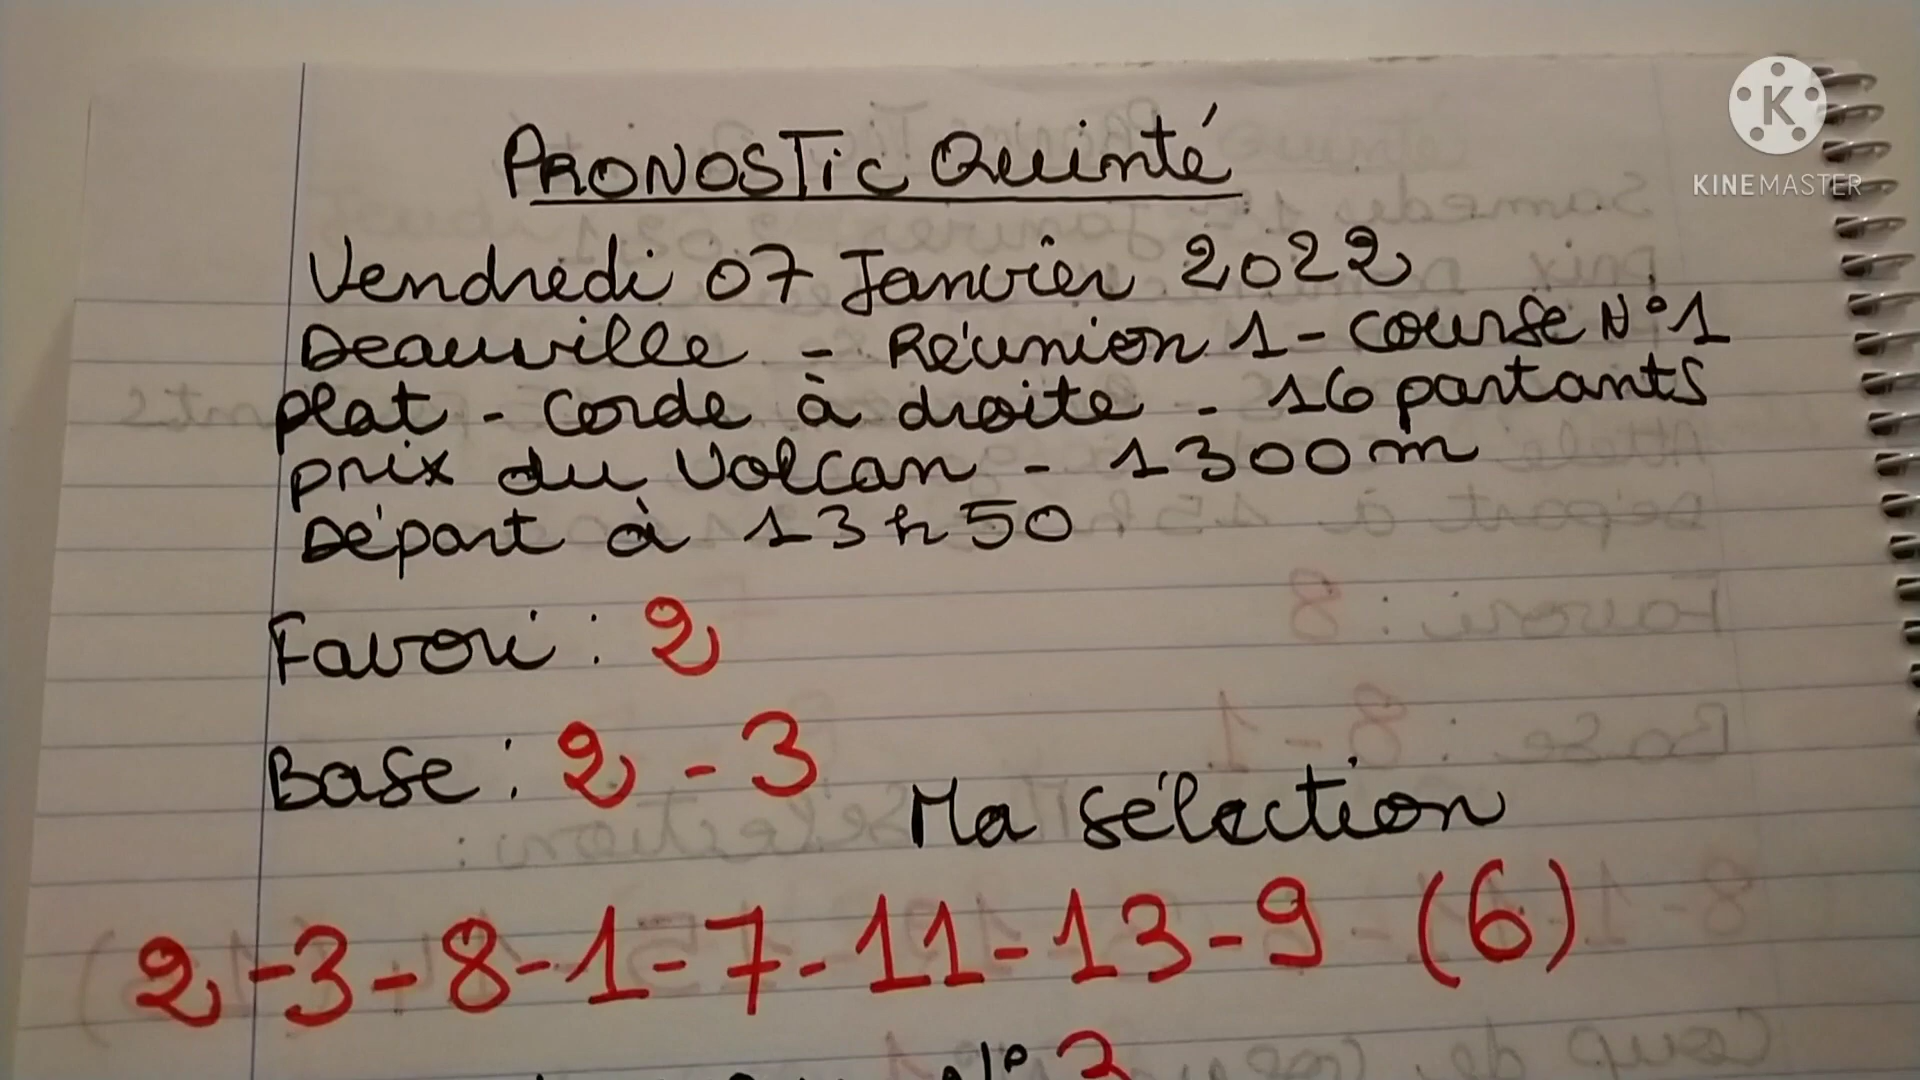 PRONOSTIC Quinté
Vendredi 07 Janvier 2022
Deauville - Réunion 1 - course N°1
plat - corde à droite - 16 partants
prix du Volcan - 1300m
Départ à 13h50
Favori : 2
Base : 2 - 3
Ma sélection
2 - 3 - 8 - 1 - 7 - 11 - 13 - 9 (6)
N°
KINEMASTER